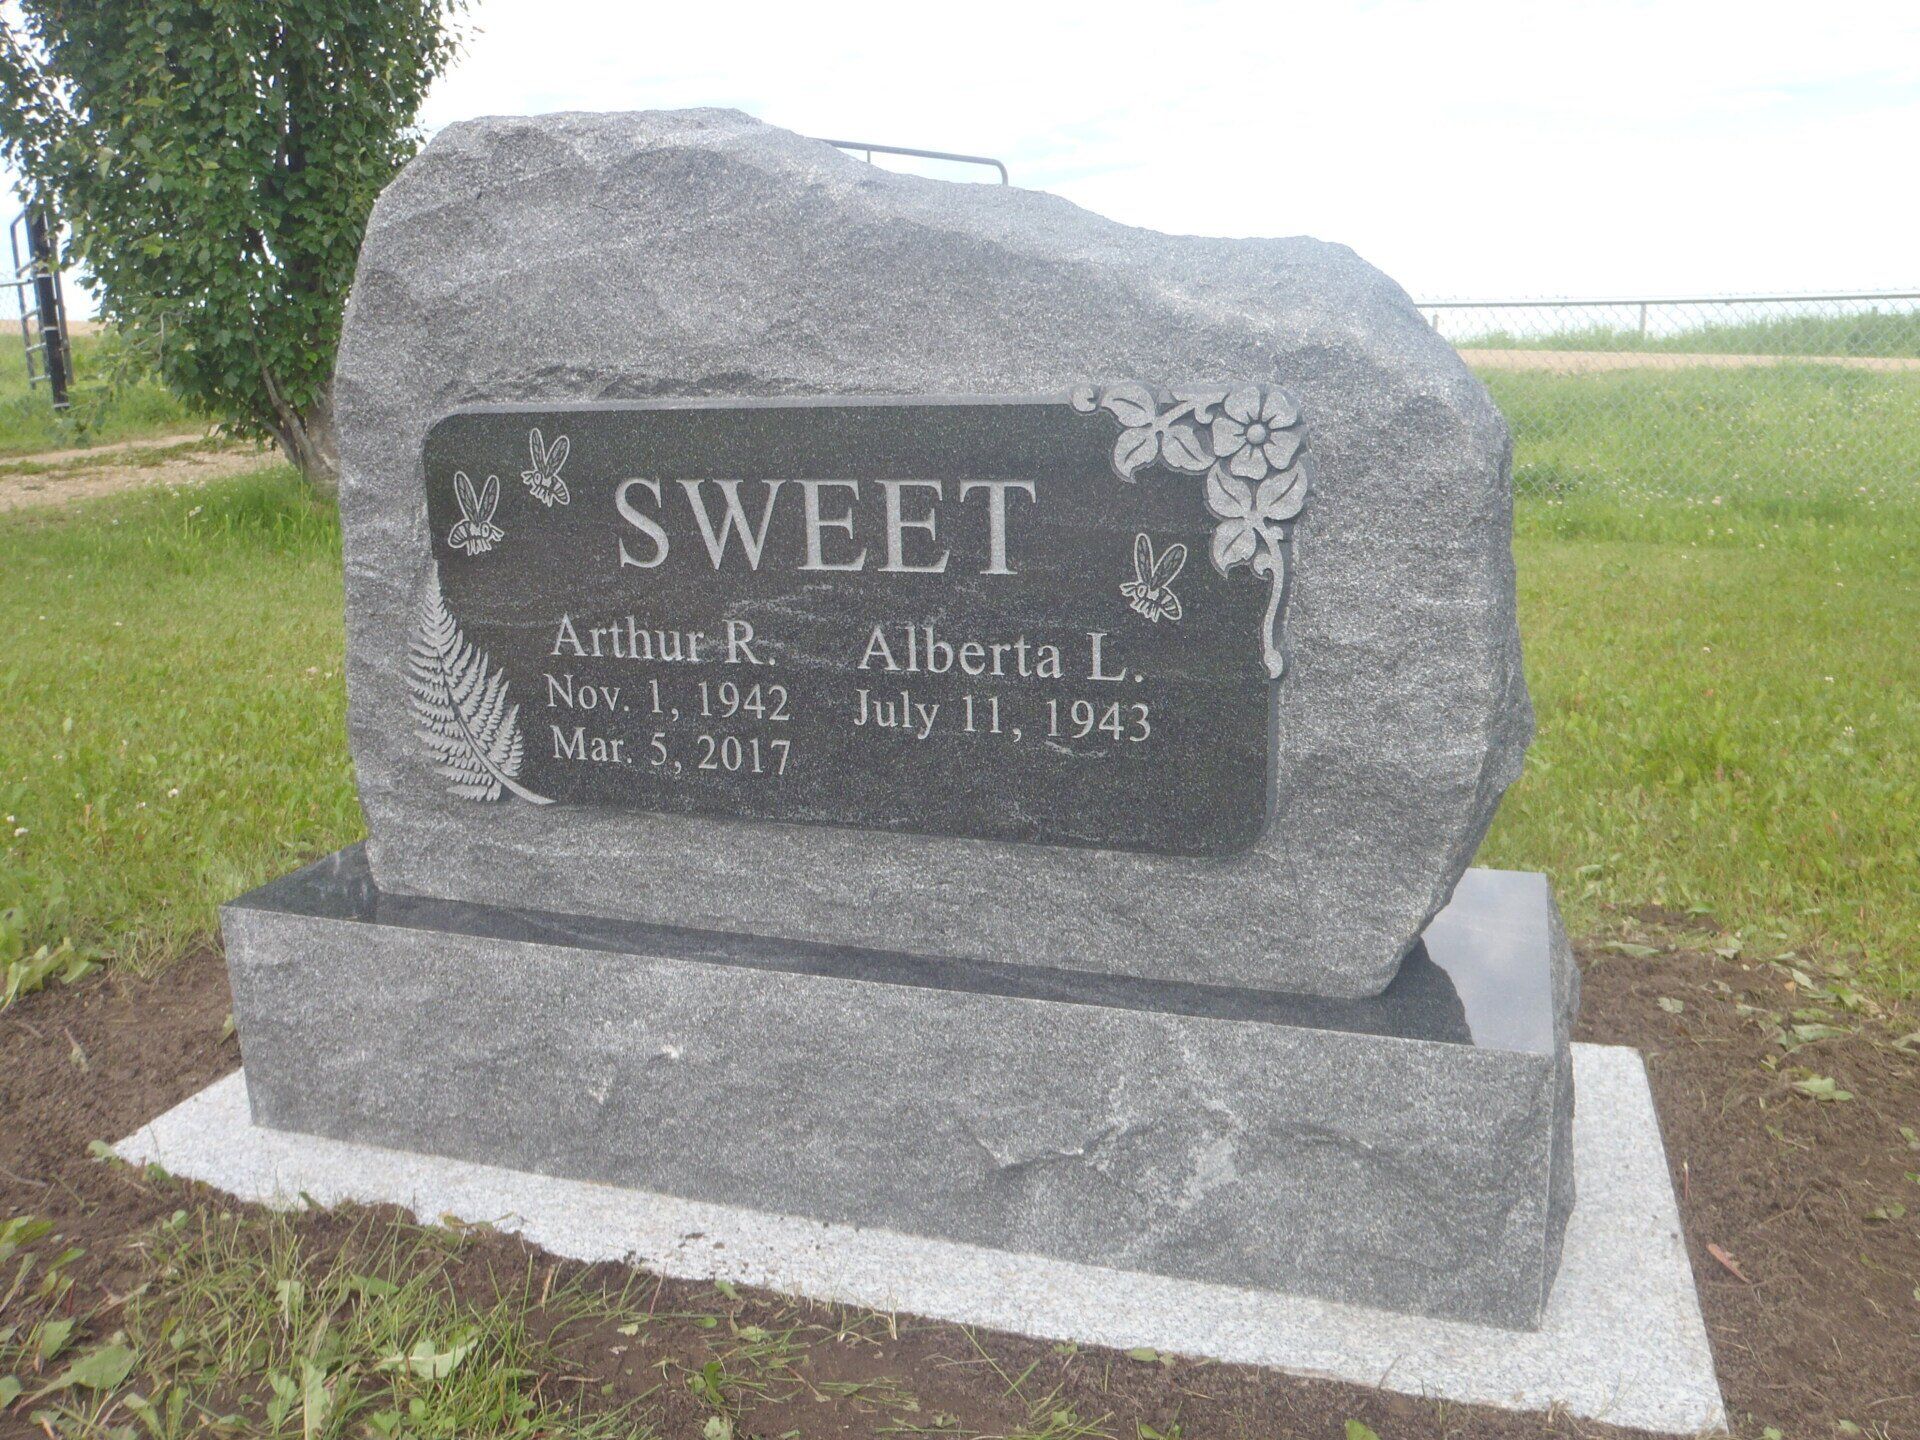 SWEET
Arthur R. Alberta L.
Nov. 1, 1942 July 11, 1943
Mar. 5, 2017